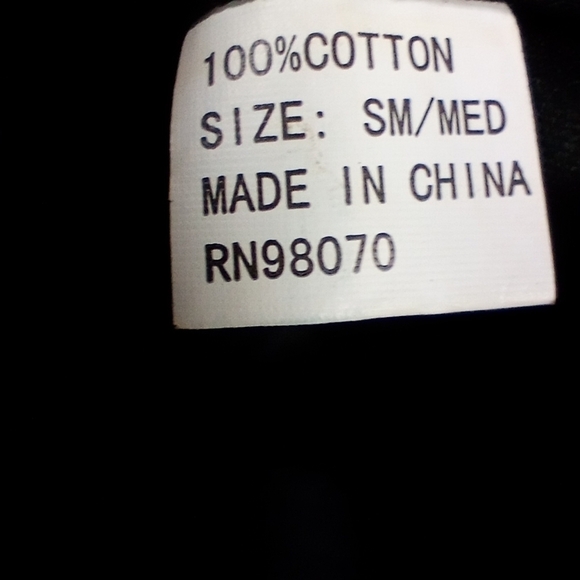 100%COTTON
SIZE: SM/MED
MADE IN CHINA
RN98070